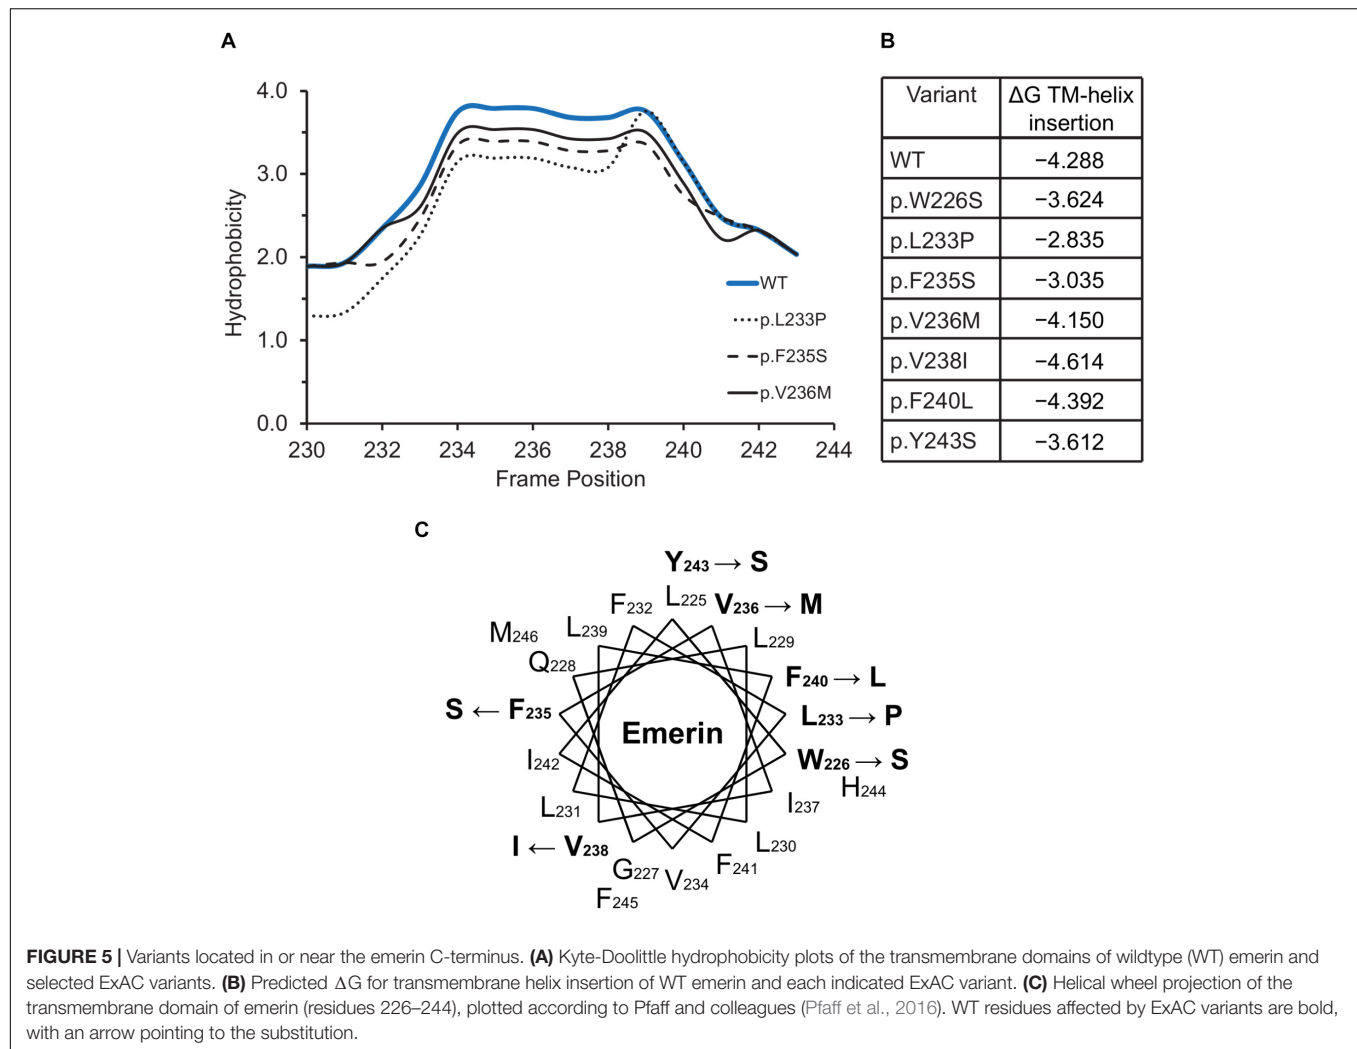 A
B
4.0
3.0
2.0
1.0
0.0
Hydrophobicity
230 232 234 236 238 240 242 244
Frame Position
WT
p.L233P
p.F235S
p.V236M
Variant ΔG TM-helix
insertion
WT −4.288
p.W226S −3.624
p.L233P −2.835
p.F235S −3.035
p.V236M −4.150
p.V238I −4.614
p.F240L −4.392
p.Y243S −3.612
C
Y243 → S
F232 L225 V236 → M
M246 L239 L229
Q228 F240 → L
S ← F235 L233 → P
Emerin
I242 W226 → S
H244
L231 I237
I ← V238 L230
G227 V234 F241
F245
FIGURE 5 | Variants located in or near the emerin C-terminus. (A) Kyte-Doolittle hydrophobicity plots of the transmembrane domains of wildtype (WT) emerin and
selected ExAC variants. (B) Predicted ΔG for transmembrane helix insertion of WT emerin and each indicated ExAC variant. (C) Helical wheel projection of the
transmembrane domain of emerin (residues 226–244), plotted according to Pfaff and colleagues (Pfaff et al., 2016). WT residues affected by ExAC variants are bold,
with an arrow pointing to the substitution.